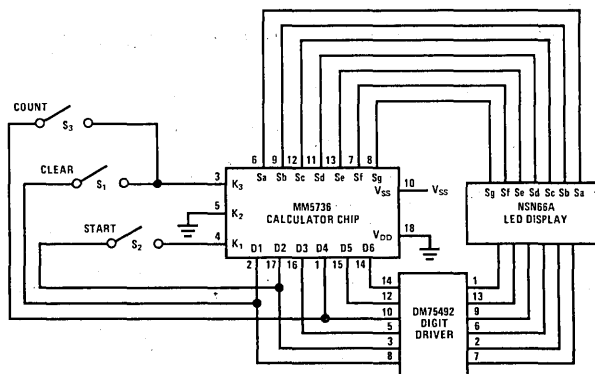 COUNT
S3
CLEAR
S1
START
S2
6 9 12 11 13 7 8
Sa Sb Sc Sd Se Sf Sg
3 K3
5 K2
4 K1
VSS 10 VSS
MM5736
CALCULATOR CHIP
VDD 18
D1 D2 D3 D4 D5 D6
2 17 16 1 15 14
Sg Sf Se Sd Sc Sb Sa
NSN66A
LED DISPLAY
14 1
12 13
10 9
5 6
3 2
8 7
DM75492
DIGIT
DRIVER